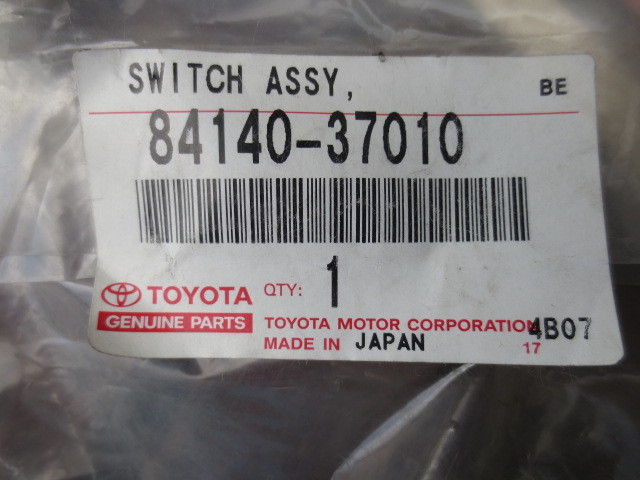 SWITCH ASSY, BE
84140-37010
TOYOTA QTY: 1
GENUINE PARTS TOYOTA MOTOR CORPORATION 4B07
MADE IN JAPAN 17